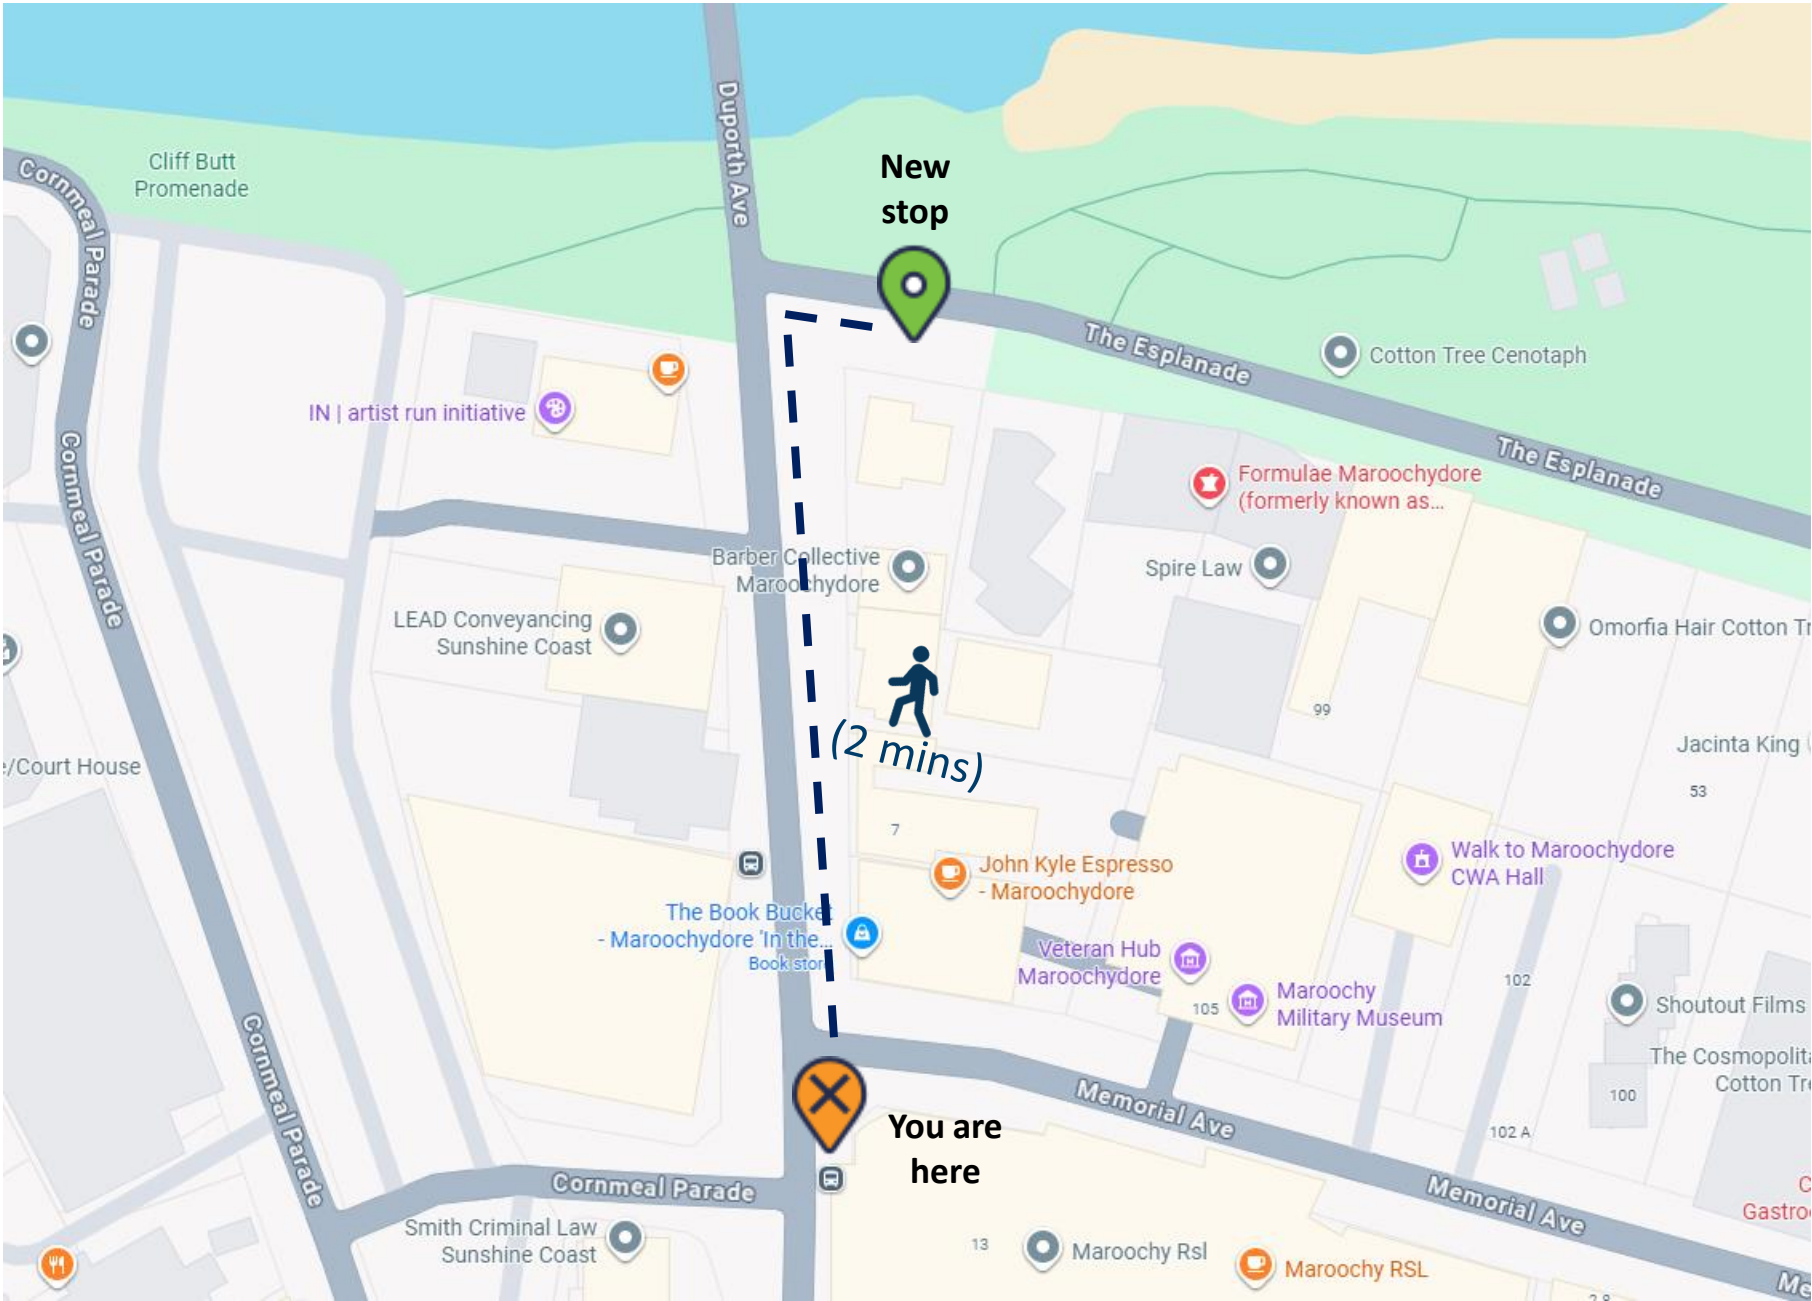 Duporth Ave
Cliff Butt
Promenade
Cornmeal Parade
New
stop
The Esplanade
Cotton Tree Cenotaph
IN | artist run initiative
Cornmeal Parade
The Esplanade
Formulae Maroochydore
(formerly known as...
Barber Collective
Maroochydore
Spire Law
LEAD Conveyancing
Sunshine Coast
Omorfia Hair Cotton Tr
99
(2 mins)
Jacinta King
e/Court House
53
7
John Kyle Espresso
- Maroochydore
Walk to Maroochydore
CWA Hall
The Book Bucket
- Maroochydore 'In the...
Book store
Veteran Hub
Maroochydore
102
105
Maroochy
Military Museum
Shoutout Films
Cornmeal Parade
The Cosmopolita
Cotton Tre
100
Memorial Ave
You are
here
102 A
Cornmeal Parade
Memorial Ave
C
Gastro
Smith Criminal Law
Sunshine Coast
13
Maroochy Rsl
Maroochy RSL
Me